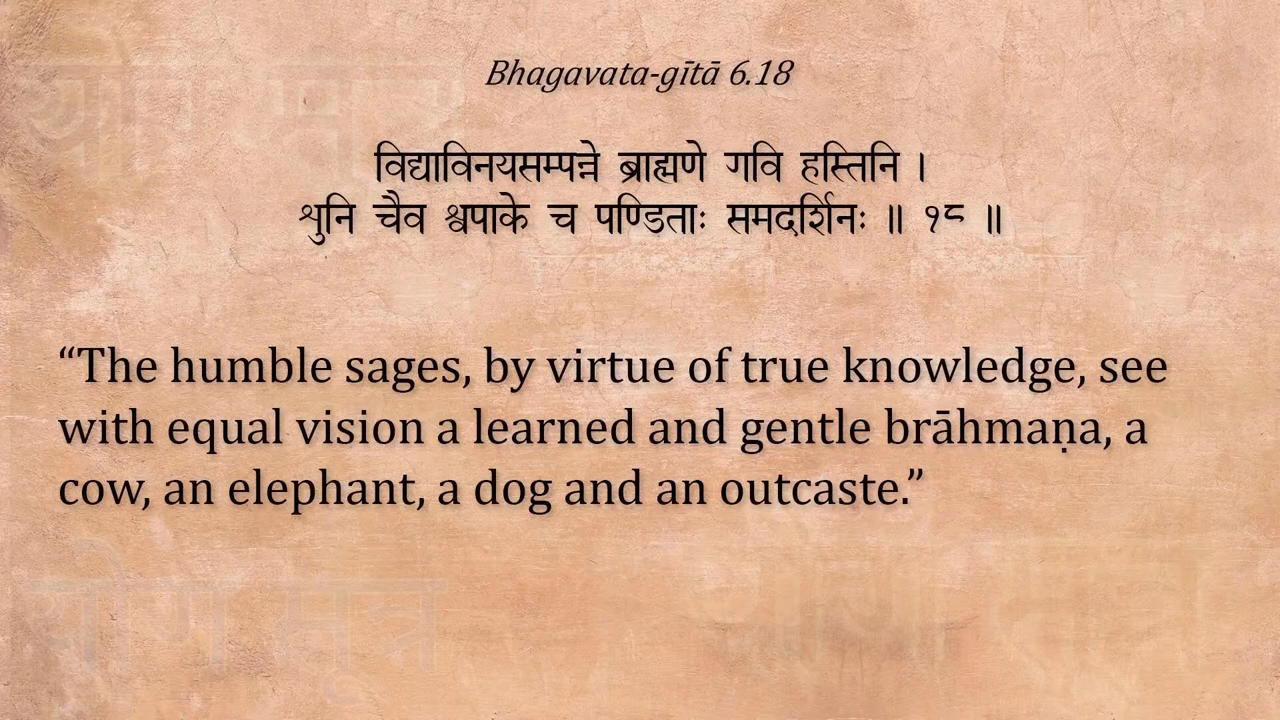 Bhagavata-gītā 6.18
विद्याविनयसम्पन्ने ब्राह्मणे गवि हस्तिनि ।
शुनि चैव श्वपाके च पण्डिताः समदर्शिनः ॥ १८ ॥
“The humble sages, by virtue of true knowledge, see
with equal vision a learned and gentle brāhmaṇa, a
cow, an elephant, a dog and an outcaste.”
योग सूत्र